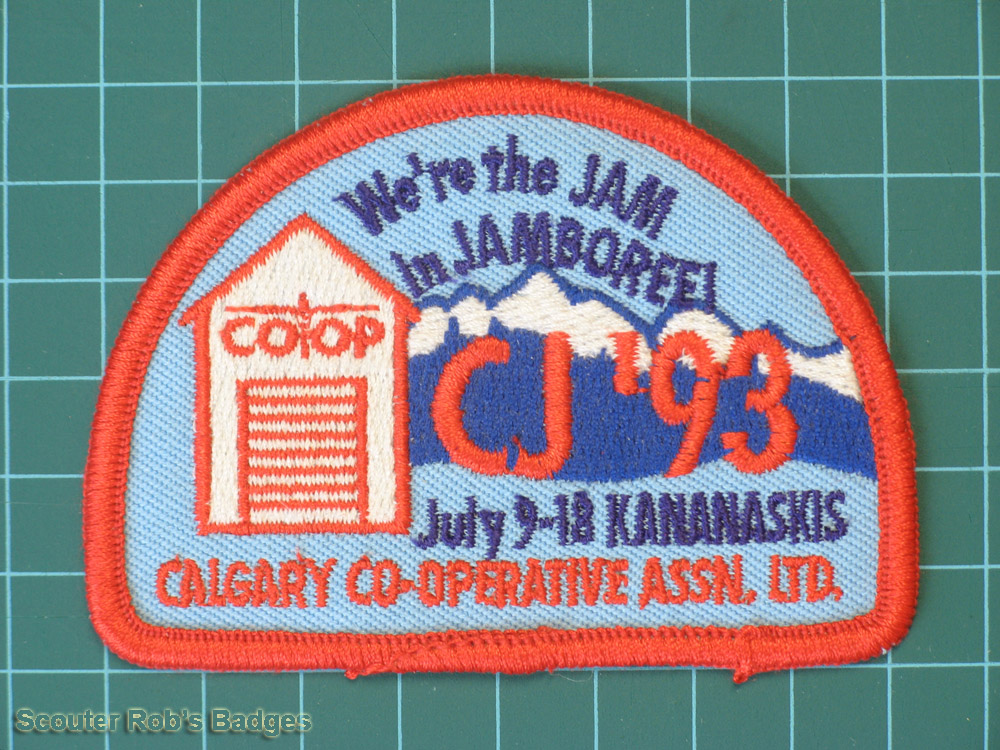 We're the JAM
in JAMBOREE!
CO-OP
CJ '93
July 9-18 KANANASKIS
CALGARY CO-OPERATIVE ASSN. LTD.
Scouter Rob's Badges